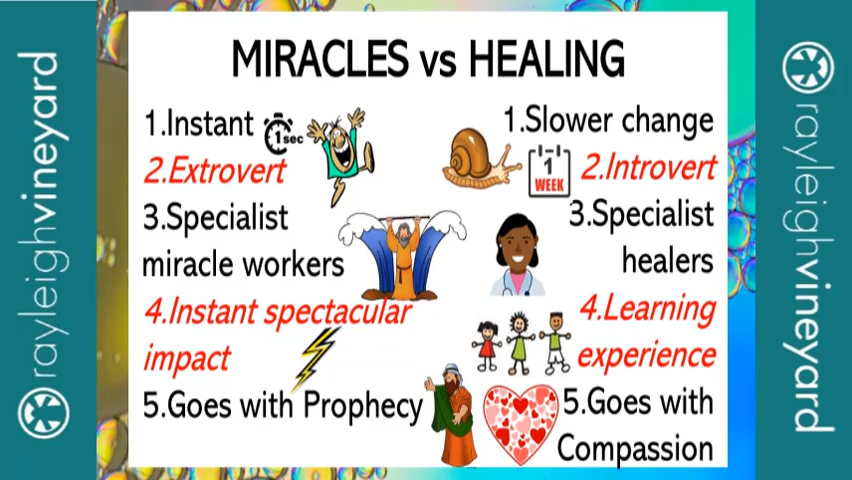 MIRACLES vs HEALING
1.Instant
1 sec
2.Extrovert
3.Specialist
miracle workers
4.Instant spectacular
impact
5.Goes with Prophecy
1.Slower change
1
WEEK
2.Introvert
3.Specialist
healers
4.Learning
experience
5.Goes with
Compassion
rayleighvineyard
rayleighvineyard